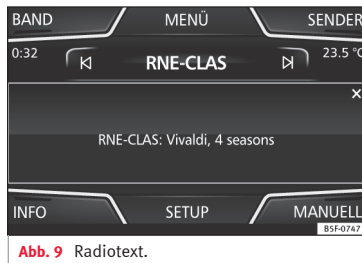 BAND MENÜ SENDER
0:32 RNE-CLAS 23.5 °C
x
RNE-CLAS: Vivaldi, 4 seasons
INFO SETUP MANUELL
B5F-0747
Abb. 9 Radiotext.